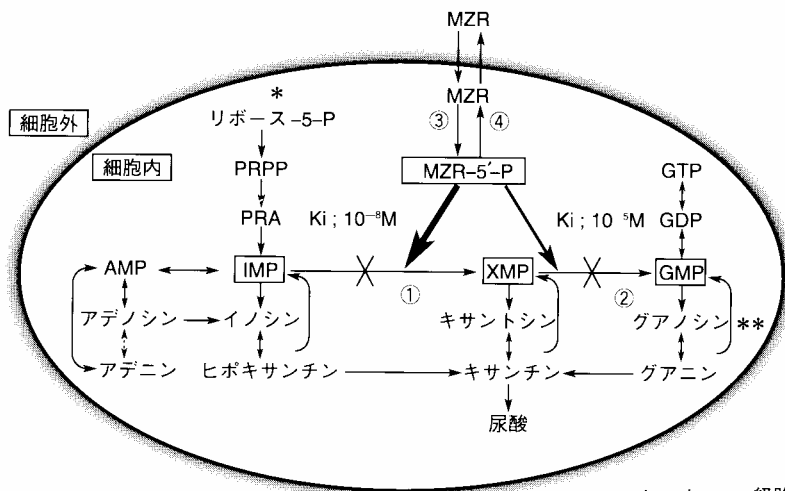 MZR
MZR
③ ④
MZR-5'-P
細胞外
細胞内
*
リボース-5-P
PRPP
PRA
Ki ; 10⁻⁸M
Ki ; 10 ⁵M
GTP
GDP
AMP
IMP
①
XMP
②
GMP
アデノシン
イノシン
キサントシン
グアノシン
**
アデニン
ヒポキサンチン
キサンチン
グアニン
尿酸